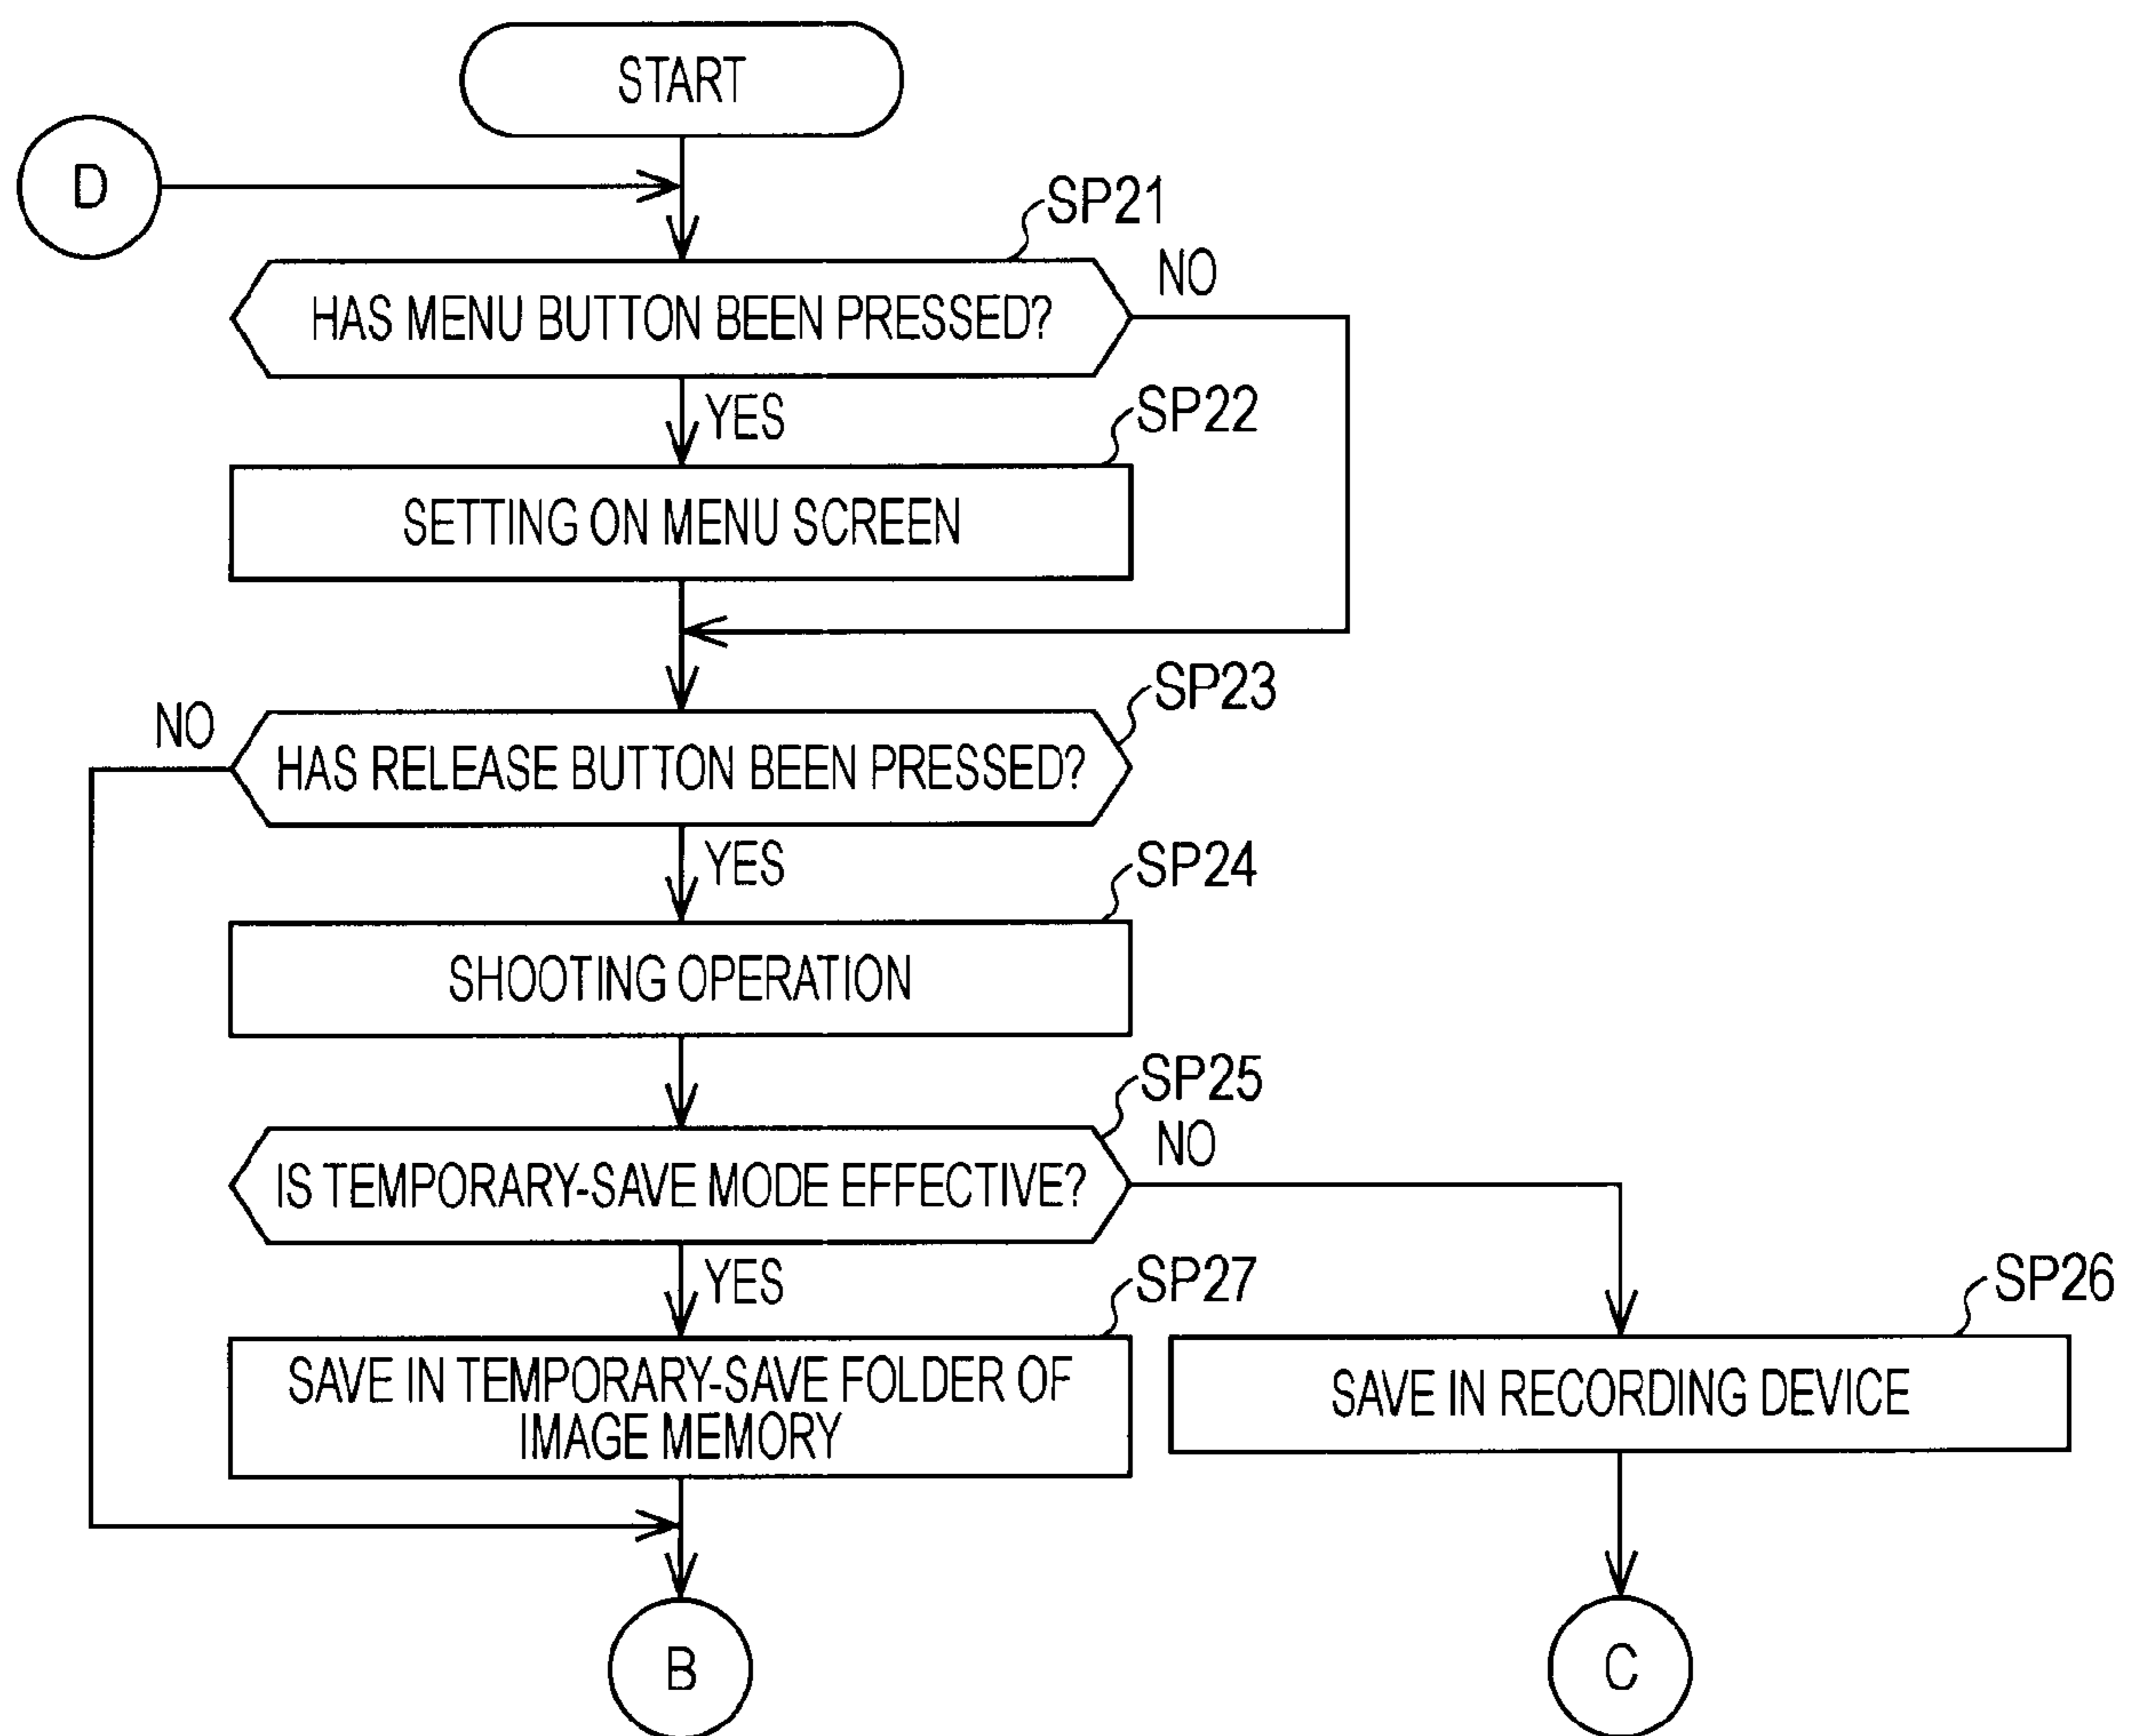 START
D
SP21
HAS MENU BUTTON BEEN PRESSED?
NO
YES
SP22
SETTING ON MENU SCREEN
SP23
NO
HAS RELEASE BUTTON BEEN PRESSED?
YES
SP24
SHOOTING OPERATION
SP25
IS TEMPORARY-SAVE MODE EFFECTIVE?
NO
YES
SP27
SAVE IN TEMPORARY-SAVE FOLDER OF
IMAGE MEMORY
SP26
SAVE IN RECORDING DEVICE
B
C